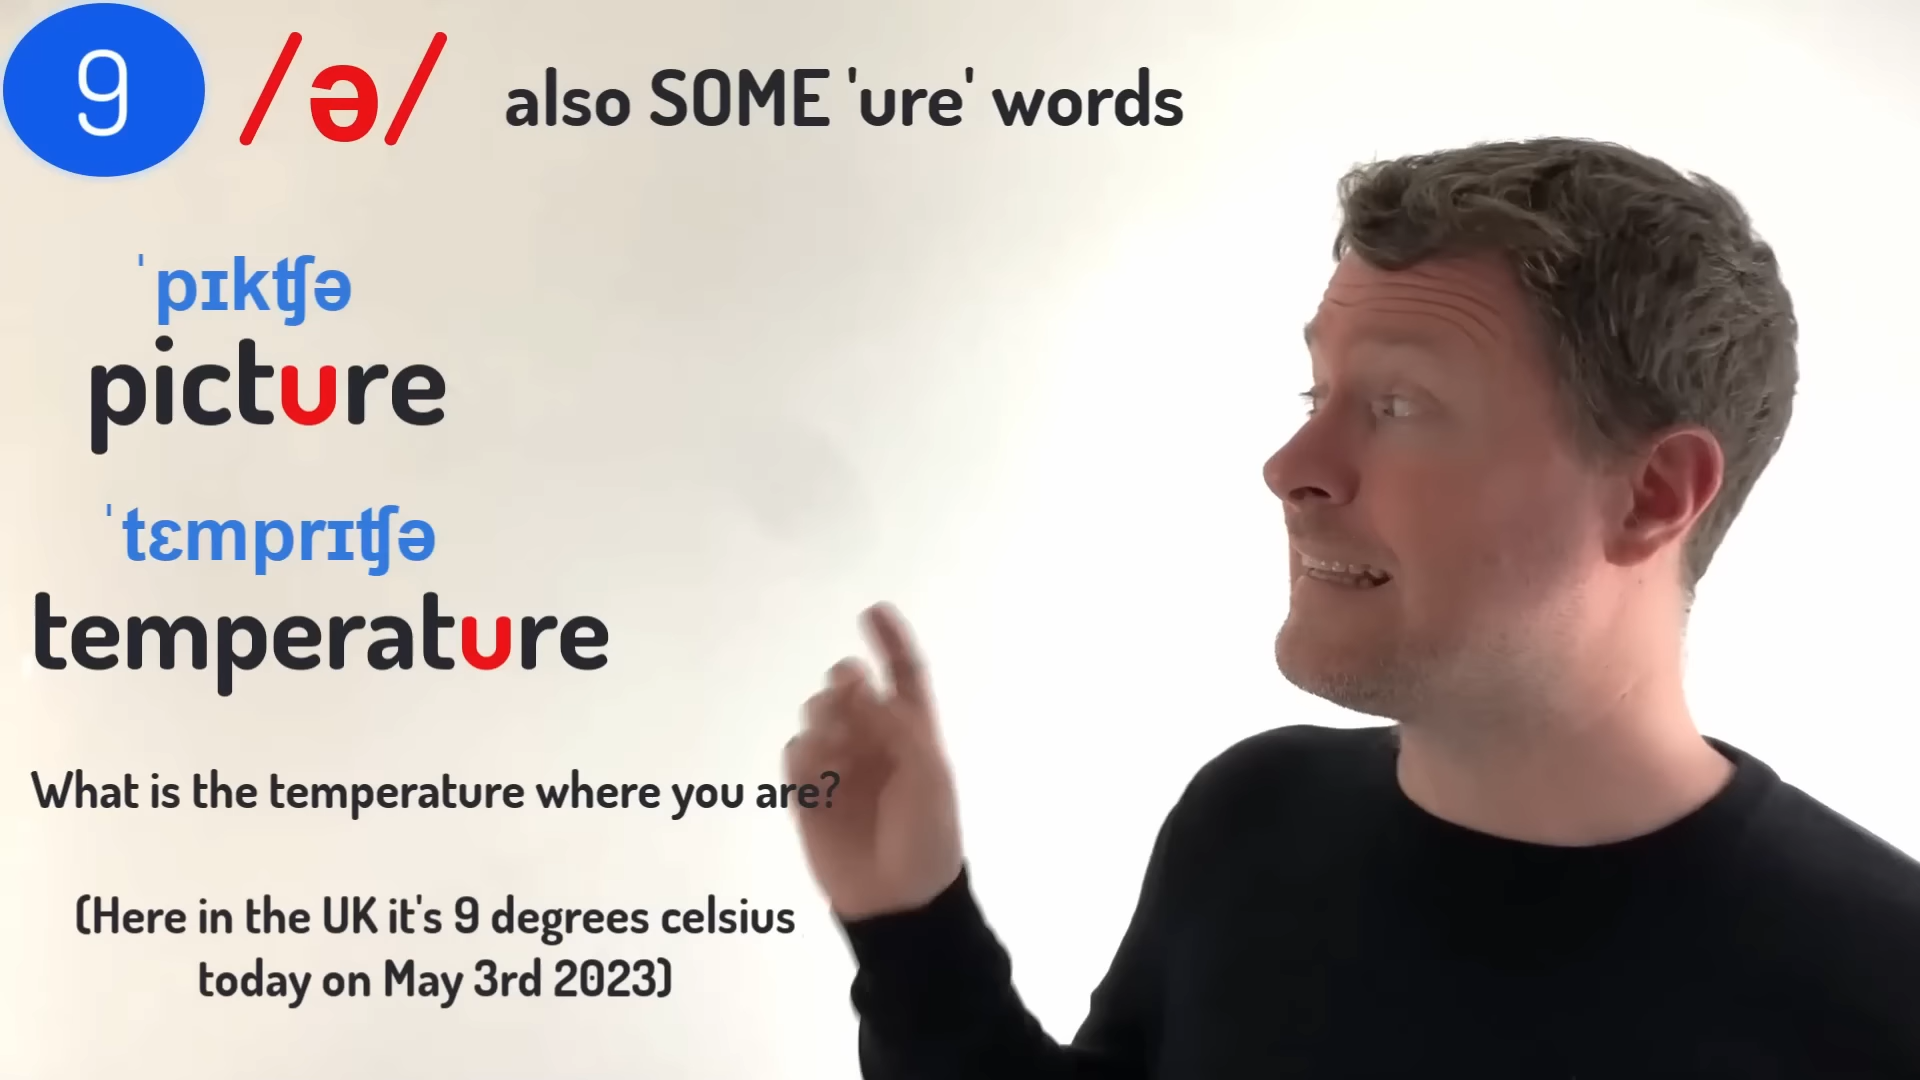 9 /ə/ also SOME 'ure' words
ˈpɪkʧə
picture
ˈtɛmprɪʧə
temperature
What is the temperature where you are?
(Here in the UK it's 9 degrees celsius
today on May 3rd 2023)